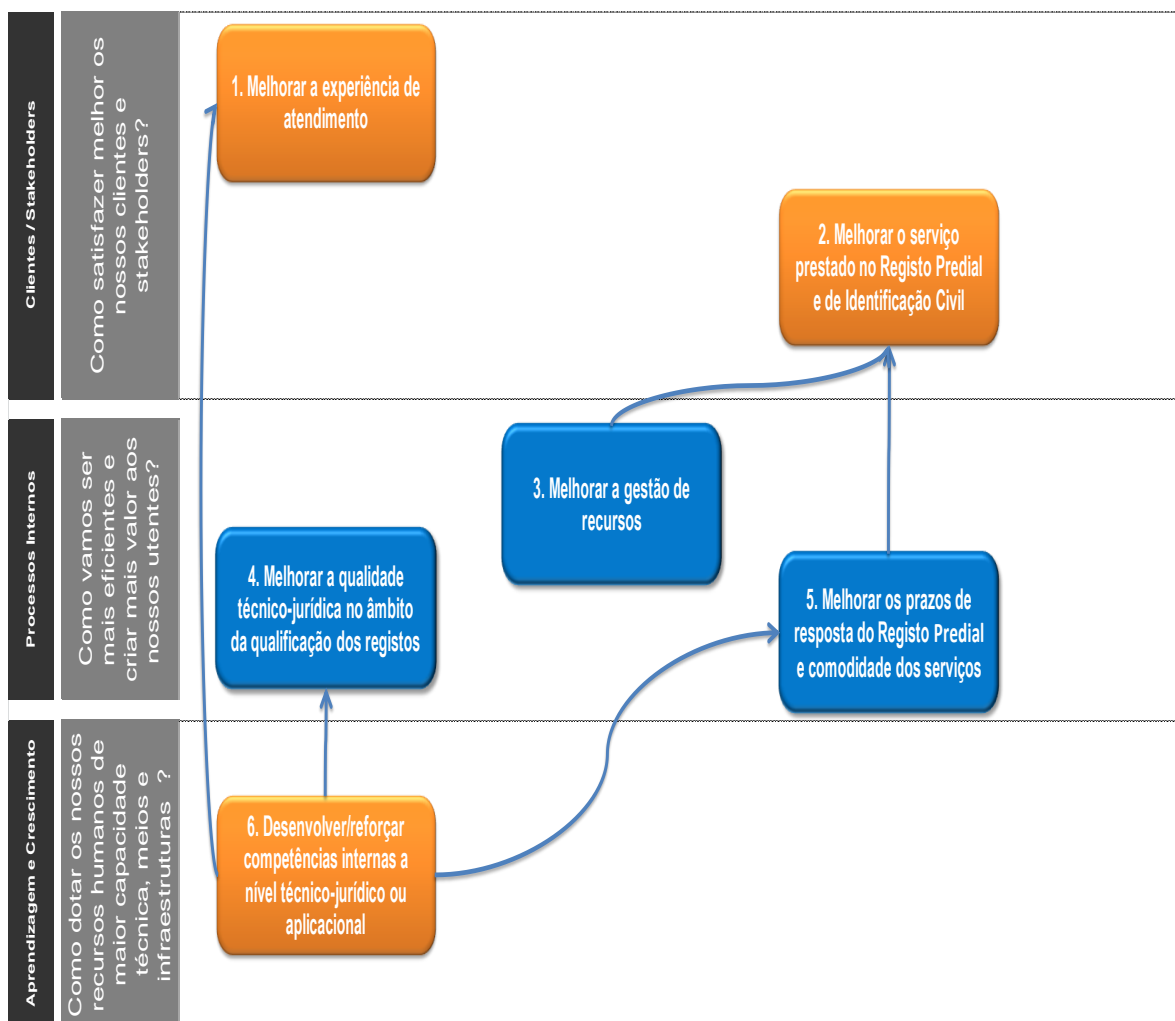 Clientes / Stakeholders
Como satisfazer melhor os
nossos clientes e
stakeholders?
1. Melhorar a experiência de
atendimento
2. Melhorar o serviço
prestado no Registo Predial
e de Identificação Civil
Processos Internos
Como vamos ser
mais eficientes e
criar mais valor aos
nossos utentes?
3. Melhorar a gestão de
recursos
4. Melhorar a qualidade
técnico-jurídica no âmbito
da qualificação dos registos
5. Melhorar os prazos de
resposta do Registo Predial
e comodidade dos serviços
Aprendizagem e Crescimento
Como dotar os nossos
recursos humanos de
maior capacidade
técnica, meios e
infraestruturas ?
6. Desenvolver/reforçar
competências internas a
nível técnico-jurídico ou
aplicacional